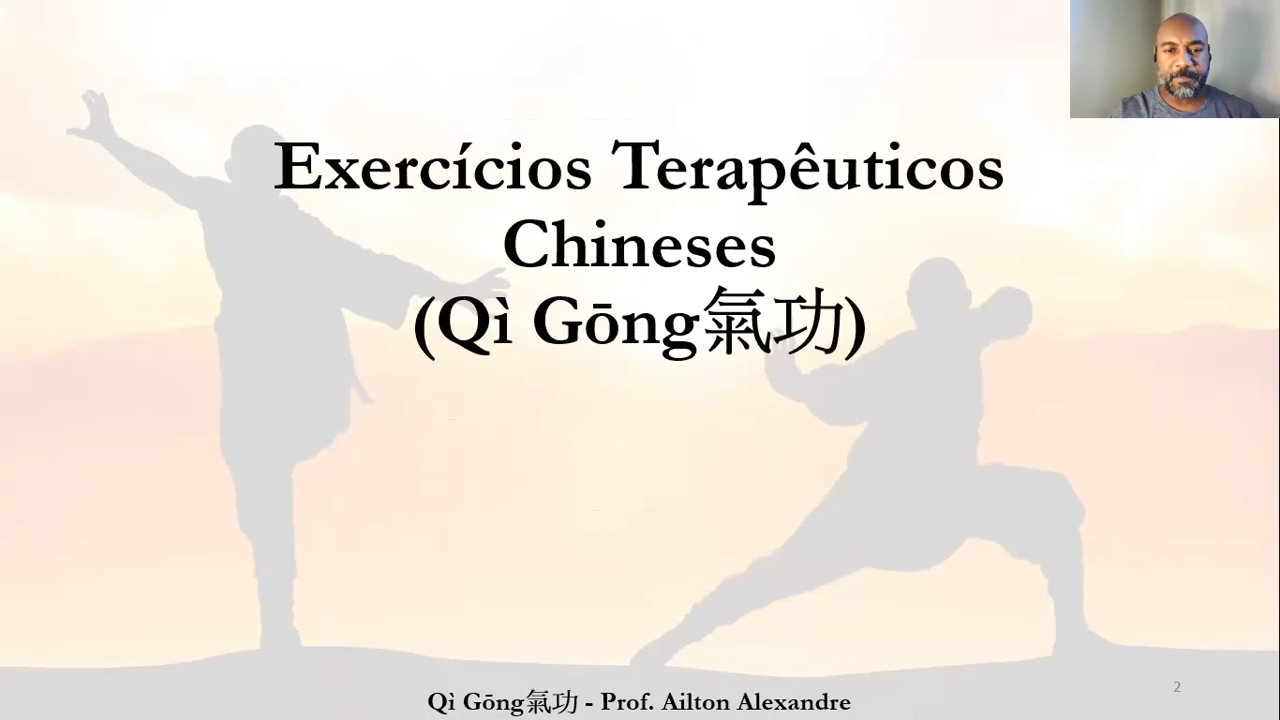 Exercícios Terapêuticos
Chineses
(Qì Gōng氣功)
Qì Gōng氣功 - Prof. Ailton Alexandre
2